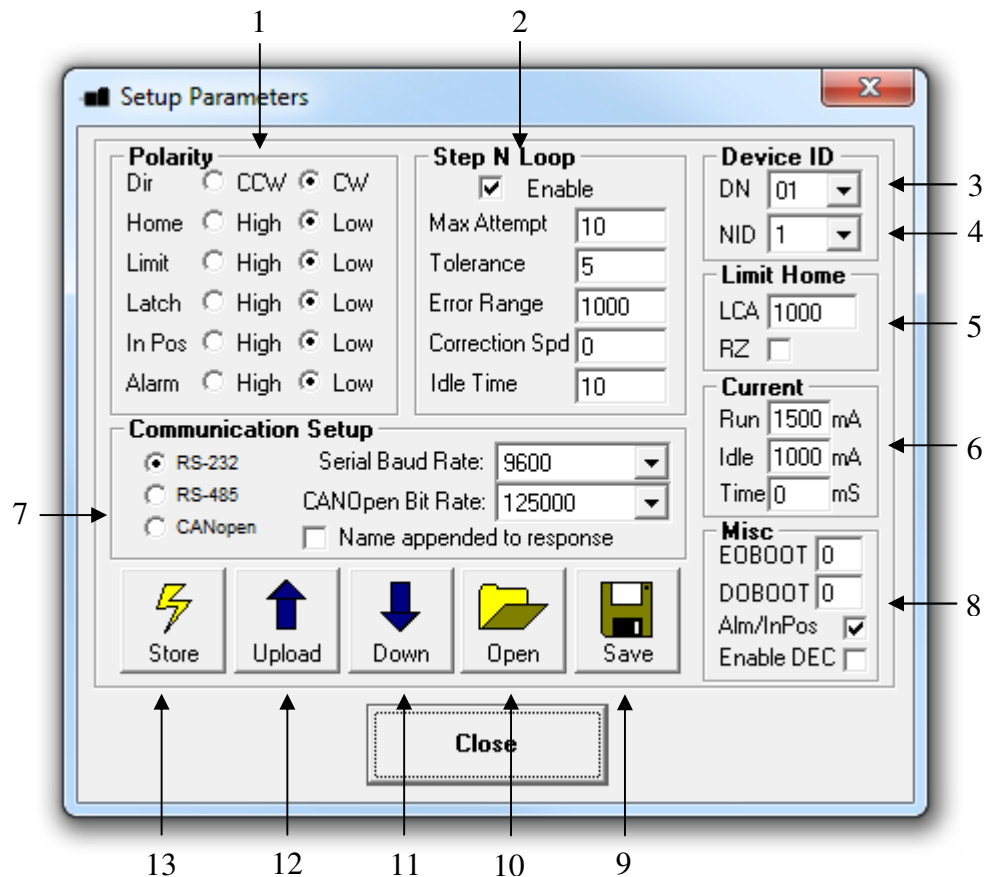 1
2
Setup Parameters
Polarity
Dir CCW CW
Home High Low
Limit High Low
Latch High Low
In Pos High Low
Alarm High Low
Step N Loop
Enable
Max Attempt 10
Tolerance 5
Error Range 1000
Correction Spd 0
Idle Time 10
Device ID
DN 01
3
NID 1
4
Limit Home
LCA 1000
RZ
5
Current
Run 1500 mA
Idle 1000 mA
Time 0 mS
6
Communication Setup
RS-232
RS-485
CANopen
Serial Baud Rate: 9600
CANOpen Bit Rate: 125000
Name appended to response
7
Misc
EOBOOT 0
DOBOOT 0
Alm/InPos
Enable DEC
8
Store
Upload
Down
Open
Save
Close
13
12
11
10
9